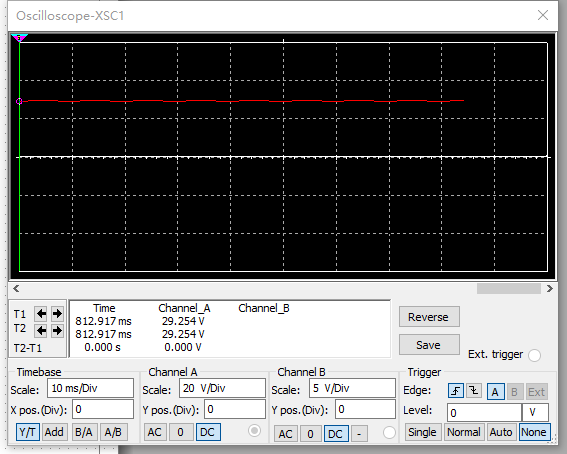 Oscilloscope-XSC1
Time Channel_A Channel_B
T1 812.917 ms 29.254 V
T2 812.917 ms 29.254 V
T2-T1 0.000 s 0.000 V
Reverse
Save
Ext. trigger
Timebase Channel A Channel B Trigger
Scale: 10 ms/Div Scale: 20 V/Div Scale: 5 V/Div Edge: A B Ext
X pos.(Div): 0 Y pos.(Div): 0 Y pos.(Div): 0 Level: 0 V
Y/T Add B/A A/B AC 0 DC AC 0 DC - Single Normal Auto None